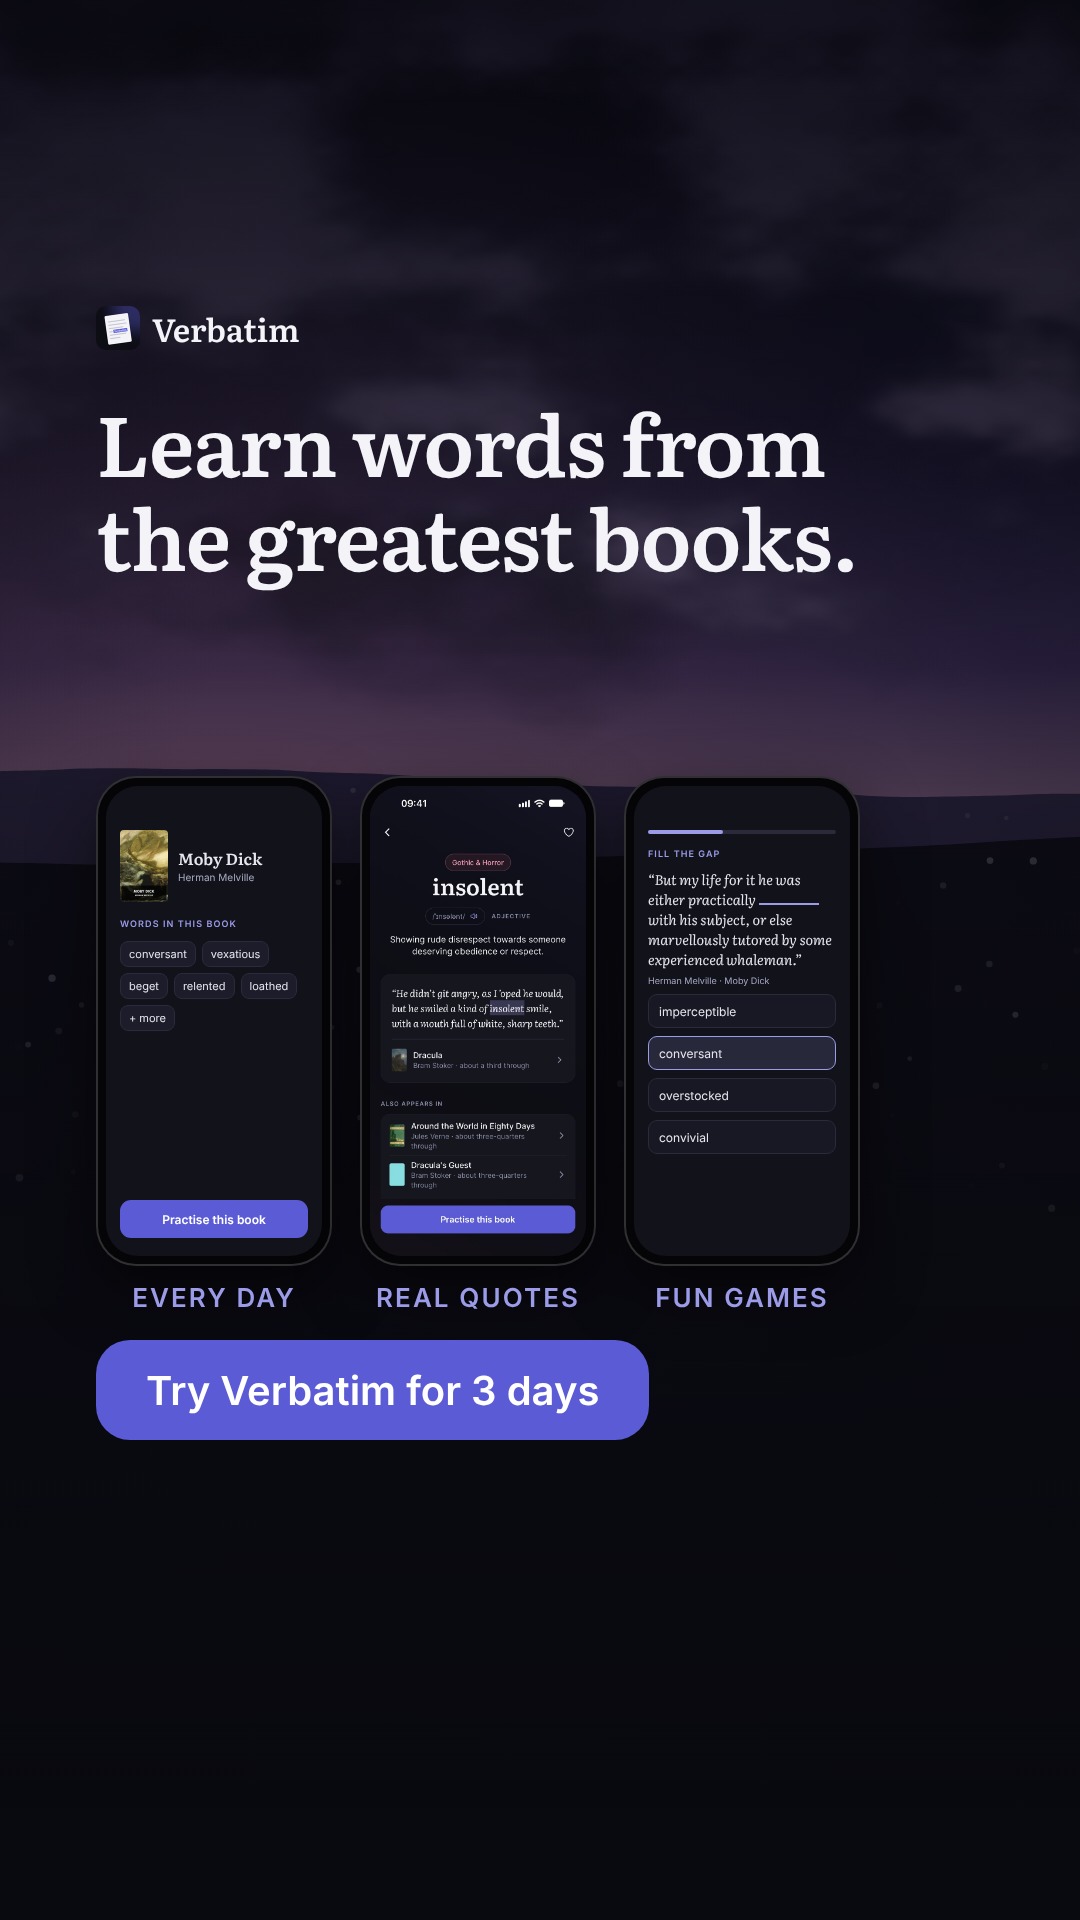 Verbatim
Learn words from
the greatest books.
Moby Dick
Herman Melville
WORDS IN THIS BOOK
conversant
vexatious
beget
relented
loathed
+ more
Practise this book
EVERY DAY
09:41
Gothic & Horror
insolent
/ˈɪnsələnt/
ADJECTIVE
Showing rude disrespect towards someone
deserving obedience or respect.
“He didn't git angry, as I 'oped he would,
but he smiled a kind of insolent smile,
with a mouth full of white, sharp teeth.”
Dracula
Bram Stoker · about a third through
ALSO APPEARS IN
Around the World in Eighty Days
Jules Verne · about three-quarters
through
Dracula's Guest
Bram Stoker · about three-quarters
through
Practise this book
REAL QUOTES
FILL THE GAP
“But my life for it he was
either practically ______
with his subject, or else
marvellously tutored by some
experienced whaleman.”
Herman Melville · Moby Dick
imperceptible
conversant
overstocked
convivial
FUN GAMES
Try Verbatim for 3 days